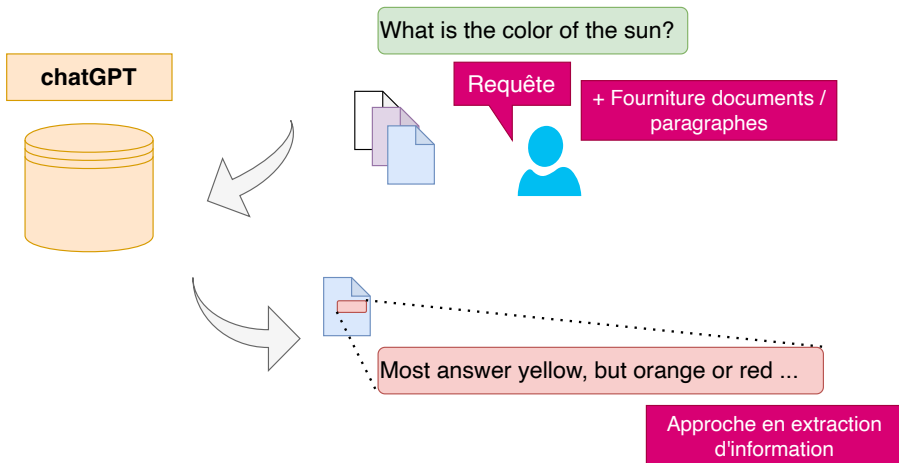 What is the color of the sun?
chatGPT
Requête
+ Fourniture documents /
paragraphes
Most answer yellow, but orange or red ...
Approche en extraction
d'information